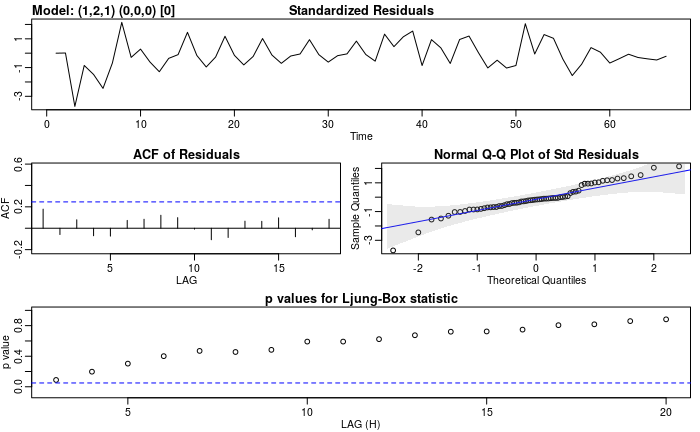 Model: (1,2,1) (0,0,0) [0]
Standardized Residuals
1
-1
-3
0
10
20
30
40
50
60
Time
ACF of Residuals
ACF
0.6
0.2
-0.2
5
10
15
LAG
Normal Q-Q Plot of Std Residuals
Sample Quantiles
1
-1
-3
-2
-1
0
1
2
Theoretical Quantiles
p values for Ljung-Box statistic
p value
0.8
0.4
0.0
5
10
15
20
LAG (H)